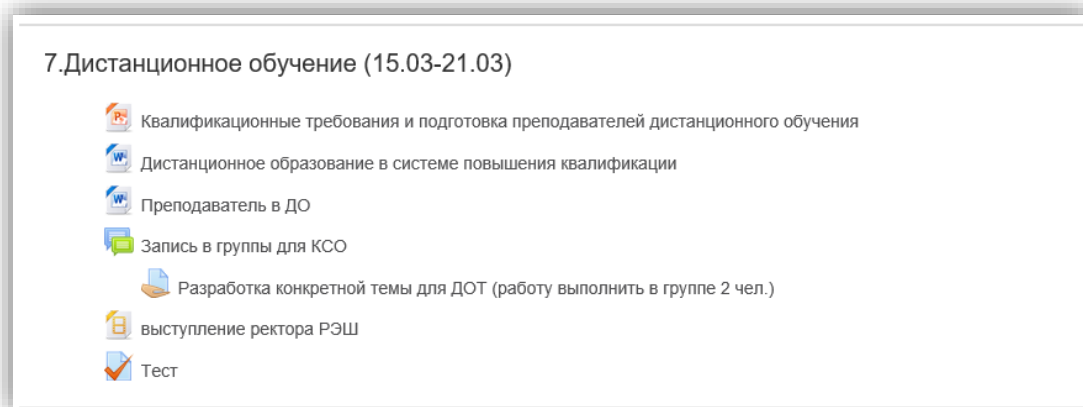 7.Дистанционное обучение (15.03-21.03)
Квалификационные требования и подготовка преподавателей дистанционного обучения
Дистанционное образование в системе повышения квалификации
Преподаватель в ДО
Запись в группы для КСО
Разработка конкретной темы для ДОТ (работу выполнить в группе 2 чел.)
выступление ректора РЭШ
Тест